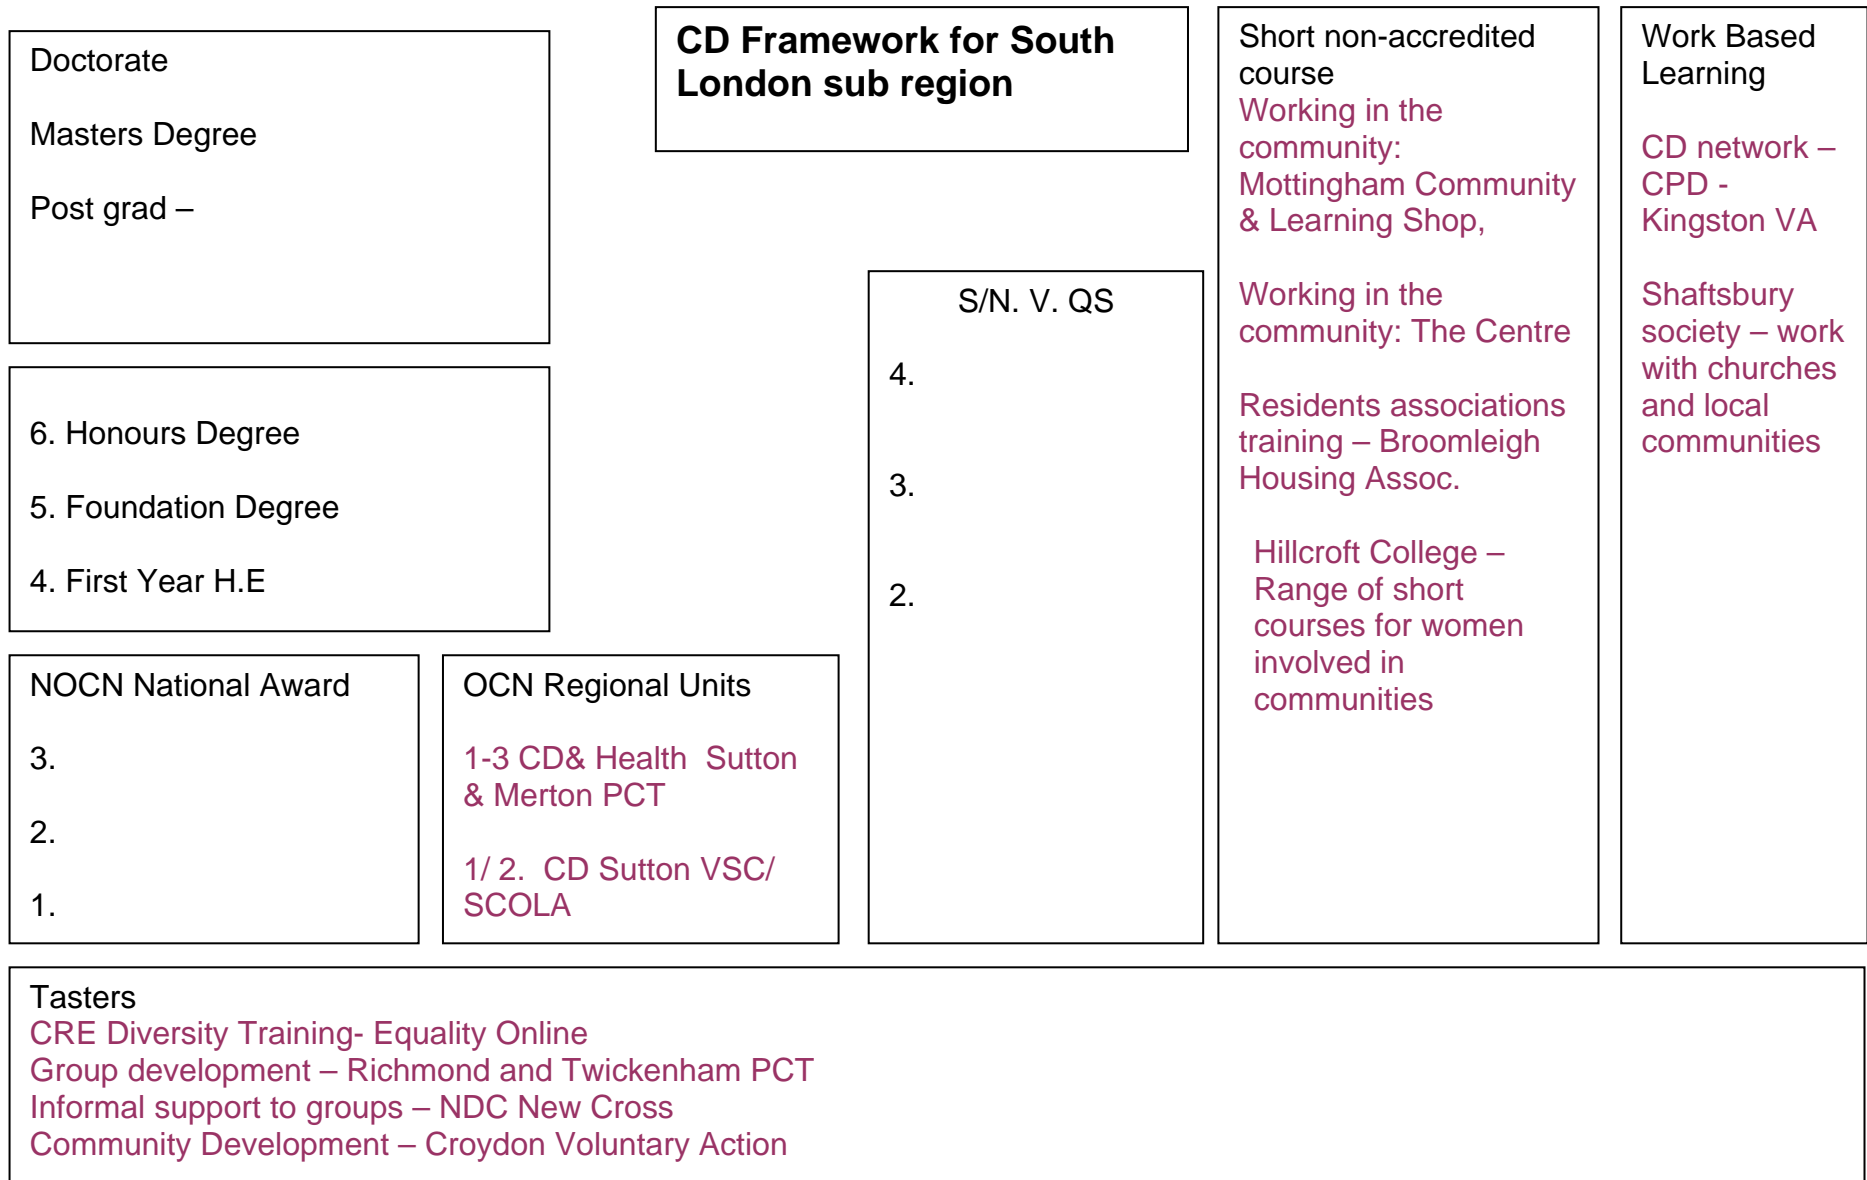 Doctorate
Masters Degree
Post grad –
CD Framework for South
London sub region
Short non-accredited
course
Working in the
community:
Mottingham Community
& Learning Shop,
Working in the
community: The Centre
Residents associations
training – Broomleigh
Housing Assoc.
Hillcroft College –
Range of short
courses for women
involved in
communities
Work Based
Learning
CD network –
CPD -
Kingston VA
Shaftsbury
society – work
with churches
and local
communities
S/N. V. QS
4.
3.
2.
6. Honours Degree
5. Foundation Degree
4. First Year H.E
NOCN National Award
3.
2.
1.
OCN Regional Units
1-3 CD& Health  Sutton
& Merton PCT
1/ 2.  CD Sutton VSC/
SCOLA
Tasters
CRE Diversity Training- Equality Online
Group development – Richmond and Twickenham PCT
Informal support to groups – NDC New Cross
Community Development – Croydon Voluntary Action